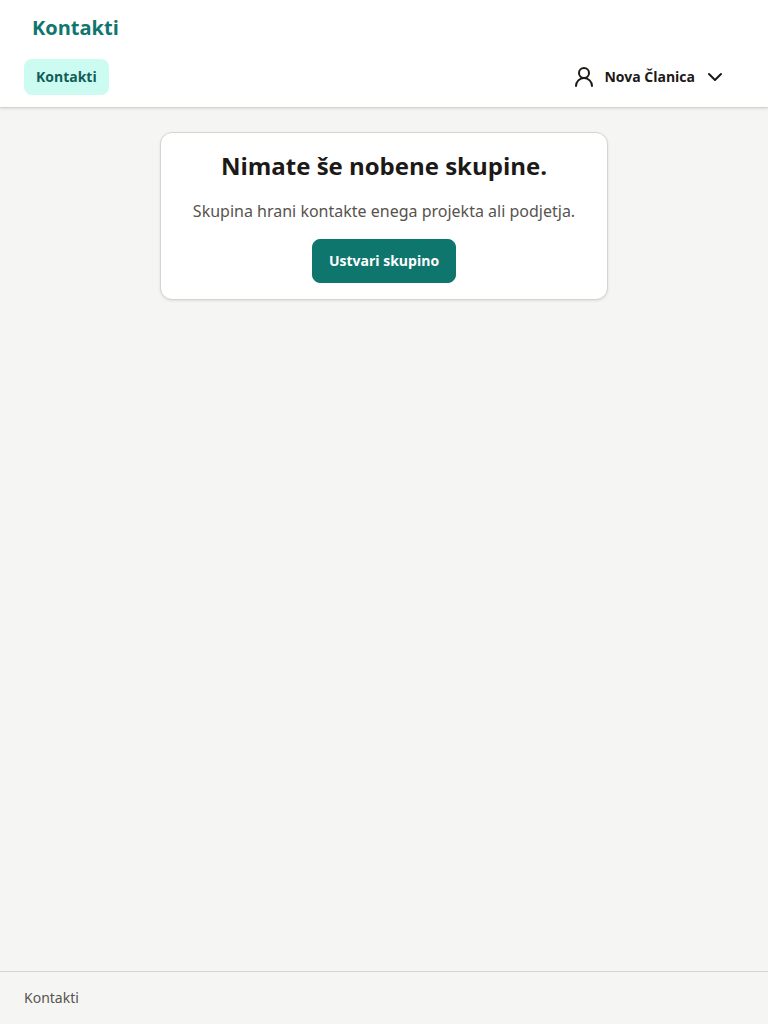 Kontakti
Kontakti
Nova Članica
Nimate še nobene skupine.
Skupina hrani kontakte enega projekta ali podjetja.
Ustvari skupino
Kontakti